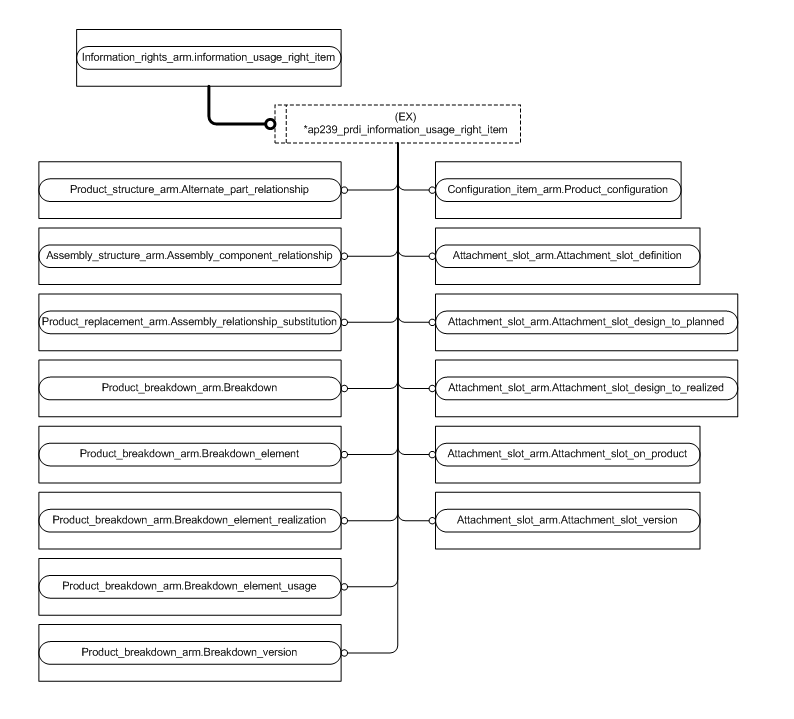 Information_rights_arm.information_usage_right_item
(EX)
*ap239_prdi_information_usage_right_item
Product_structure_arm.Alternate_part_relationship
Configuration_item_arm.Product_configuration
Assembly_structure_arm.Assembly_component_relationship
Attachment_slot_arm.Attachment_slot_definition
Product_replacement_arm.Assembly_relationship_substitution
Attachment_slot_arm.Attachment_slot_design_to_planned
Product_breakdown_arm.Breakdown
Attachment_slot_arm.Attachment_slot_design_to_realized
Product_breakdown_arm.Breakdown_element
Attachment_slot_arm.Attachment_slot_on_product
Product_breakdown_arm.Breakdown_element_realization
Attachment_slot_arm.Attachment_slot_version
Product_breakdown_arm.Breakdown_element_usage
Product_breakdown_arm.Breakdown_version